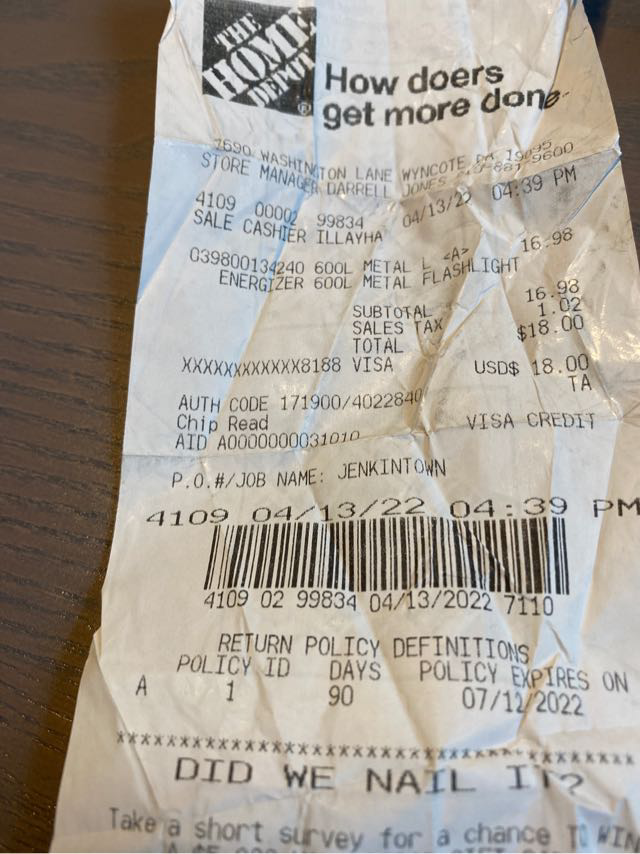 THE
HOME
DEPOT
®
How doers
get more done
WASHINGTON LANE WYNCOTE, PA
STORE MANAGER DARRELL JONES
4109 00002 99834 04/13/22 04:39 PM
SALE CASHIER ILLAYHA
039800134240 600L METAL L <A> 16.98
ENERGIZER 600L METAL FLASHLIGHT
SUBTOTAL 16.98
SALES TAX 1.02
TOTAL $18.00
XXXXXXXXXXXX8188 VISA
USD$ 18.00
TA
AUTH CODE 171900/4022840
Chip Read
VISA CREDIT
AID A0000000031010
P.O.#/JOB NAME: JENKINTOWN
4109 04/13/22 04:39 PM
4109 02 99834 04/13/2022 7110
RETURN POLICY DEFINITIONS
POLICY ID DAYS POLICY EXPIRES ON
A 1 90 07/12/2022
DID WE NAIL IT?
Take a short survey for a chance TO WIN